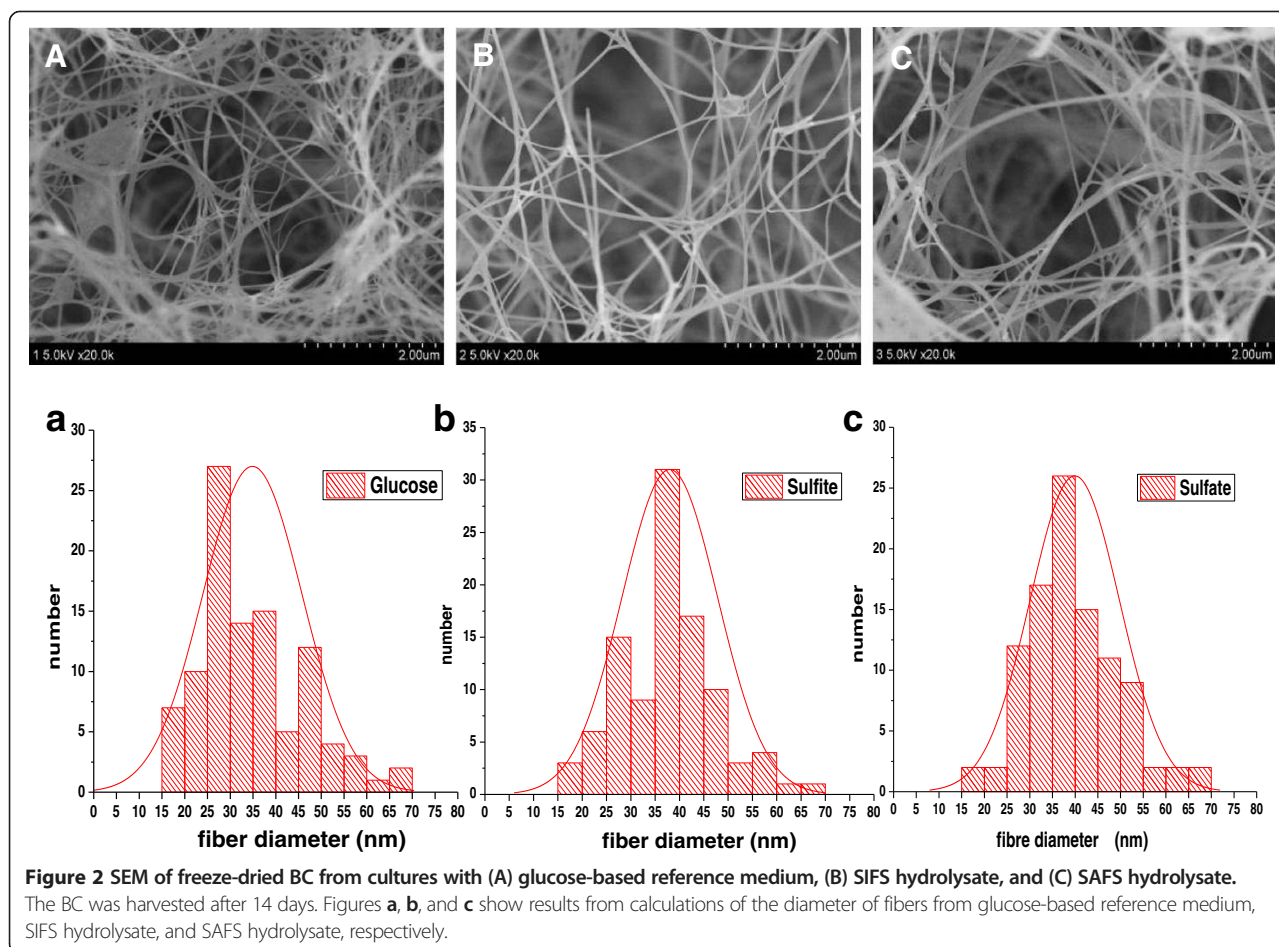 A
B
C
1 5.0kV x20.0k 2.00um
2 5.0kV x20.0k 2.00um
3 5.0kV x20.0k 2.00um
a
b
c
30
25
20
15
10
5
0
number
Glucose
0 5 10 15 20 25 30 35 40 45 50 55 60 65 70 75 80
fiber diameter (nm)
35
30
25
20
15
10
5
0
number
Sulfite
0 5 10 15 20 25 30 35 40 45 50 55 60 65 70 75 80
fiber diameter (nm)
30
25
20
15
10
5
0
number
Sulfate
0 5 10 15 20 25 30 35 40 45 50 55 60 65 70 75 80
fibre diameter (nm)
Figure 2 SEM of freeze-dried BC from cultures with (A) glucose-based reference medium, (B) SIFS hydrolysate, and (C) SAFS hydrolysate.
The BC was harvested after 14 days. Figures a, b, and c show results from calculations of the diameter of fibers from glucose-based reference medium,
SIFS hydrolysate, and SAFS hydrolysate, respectively.